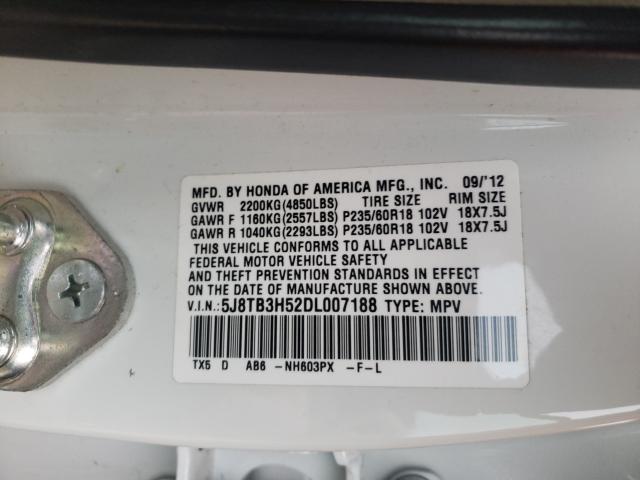 MFD. BY HONDA OF AMERICA MFG., INC. 09/'12
GVWR 2200KG(4850LBS) TIRE SIZE RIM SIZE
GAWR F 1160KG(2557LBS) P235/60R18 102V 18X7.5J
GAWR R 1040KG(2293LBS) P235/60R18 102V 18X7.5J
THIS VEHICLE CONFORMS TO ALL APPLICABLE
FEDERAL MOTOR VEHICLE SAFETY
AND THEFT PREVENTION STANDARDS IN EFFECT
ON THE DATE OF MANUFACTURE SHOWN ABOVE.
V.I.N.: 5J8TB3H52DL007188 TYPE: MPV
TX5 D AB6 -NH603PX -F-L